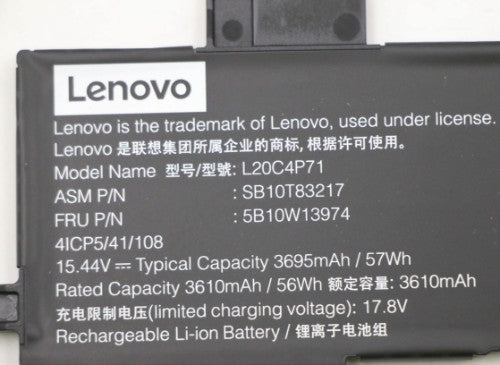 Lenovo
Lenovo is the trademark of Lenovo, used under license.
Lenovo 是联想集团所属企业的商标, 根据许可使用。
Model Name 型号/型號: L20C4P71
ASM P/N : SB10T83217
FRU P/N : 5B10W13974
4ICP5/41/108
15.44V⎓ Typical Capacity 3695mAh / 57Wh
Rated Capacity 3610mAh / 56Wh 额定容量: 3610mAh
充电限制电压(limited charging voltage): 17.8V
Rechargeable Li-ion Battery / 锂离子电池组